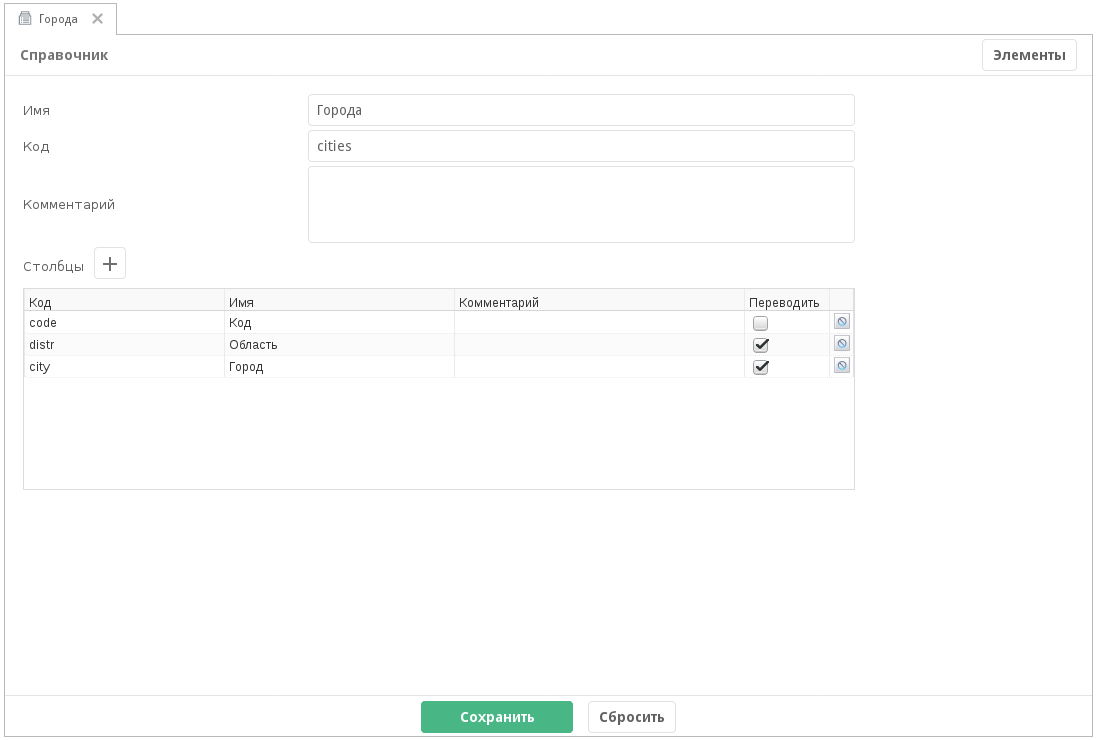 Города
Справочник Элементы
Имя Города
Код cities
Комментарий
Столбцы
Код Имя Комментарий Переводить
code Код
distr Область
city Город
Сохранить Сбросить